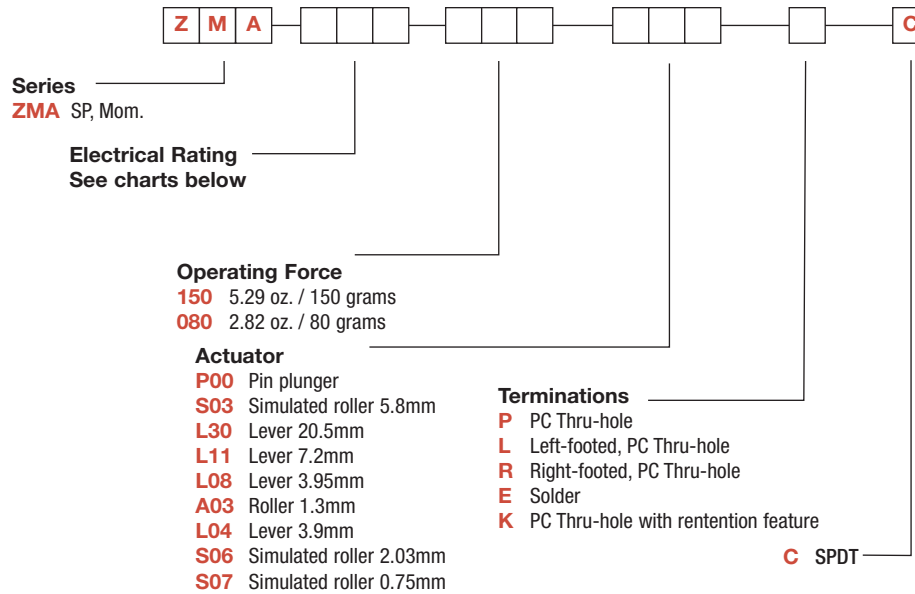 Z M A C
Series
ZMA SP, Mom.
Electrical Rating
See charts below
Operating Force
150 5.29 oz. / 150 grams
080 2.82 oz. / 80 grams
Actuator
P00 Pin plunger
S03 Simulated roller 5.8mm
L30 Lever 20.5mm
L11 Lever 7.2mm
L08 Lever 3.95mm
A03 Roller 1.3mm
L04 Lever 3.9mm
S06 Simulated roller 2.03mm
S07 Simulated roller 0.75mm
Terminations
P PC Thru-hole
L Left-footed, PC Thru-hole
R Right-footed, PC Thru-hole
E Solder
K PC Thru-hole with rentention feature
C SPDT